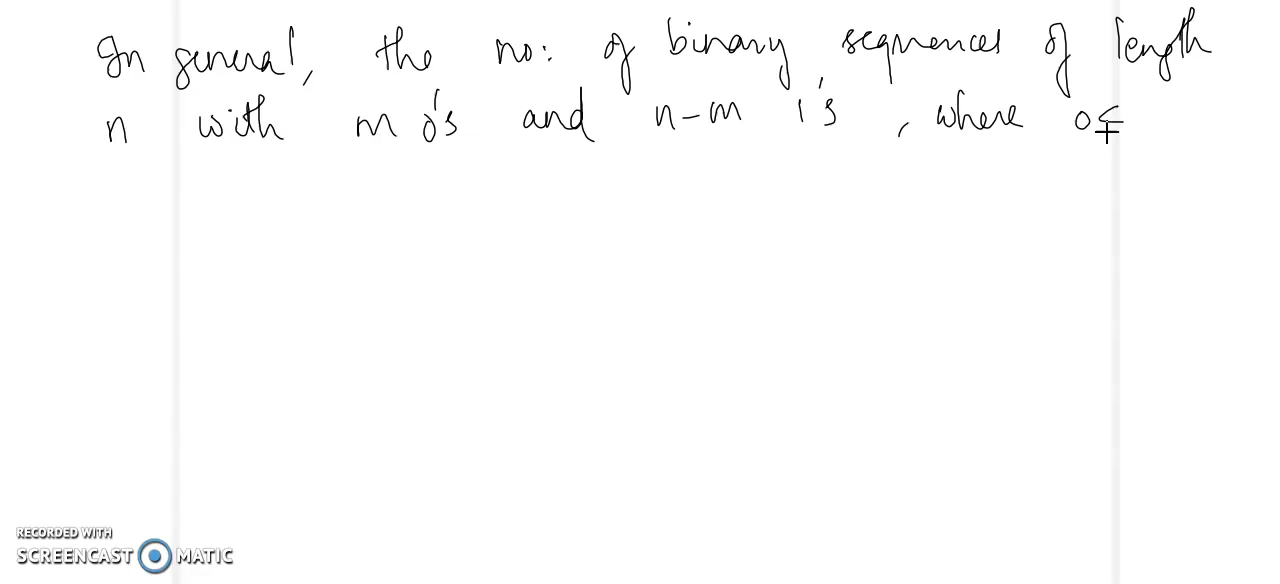 In general, the no: of binary sequences of length
n with m 0's and n-m 1's, where 0≤
RECORDED WITH
SCREENCAST MATIC